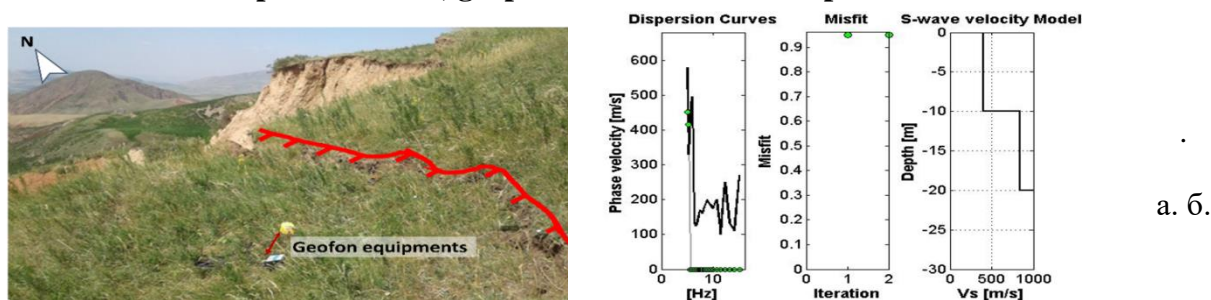 N
Geofon equipments
Dispersion Curves
Phase velocity [m/s]
600
500
400
300
200
100
0
0 10
[Hz]
Misfit
Misfit
0.9
0.8
0.7
0.6
0.5
0.4
0.3
0.2
0.1
0
0 1 2
Iteration
S-wave velocity Model
Depth [m]
0
-5
-10
-15
-20
-25
-30
0 500 1000
Vs [m/s]
.
а. б.